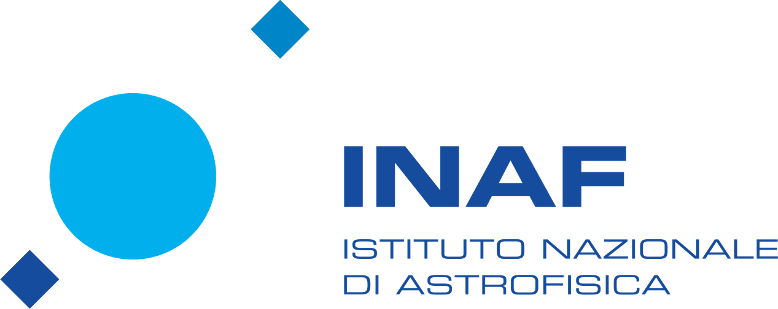 INAF
ISTITUTO NAZIONALE
DI ASTROFISICA